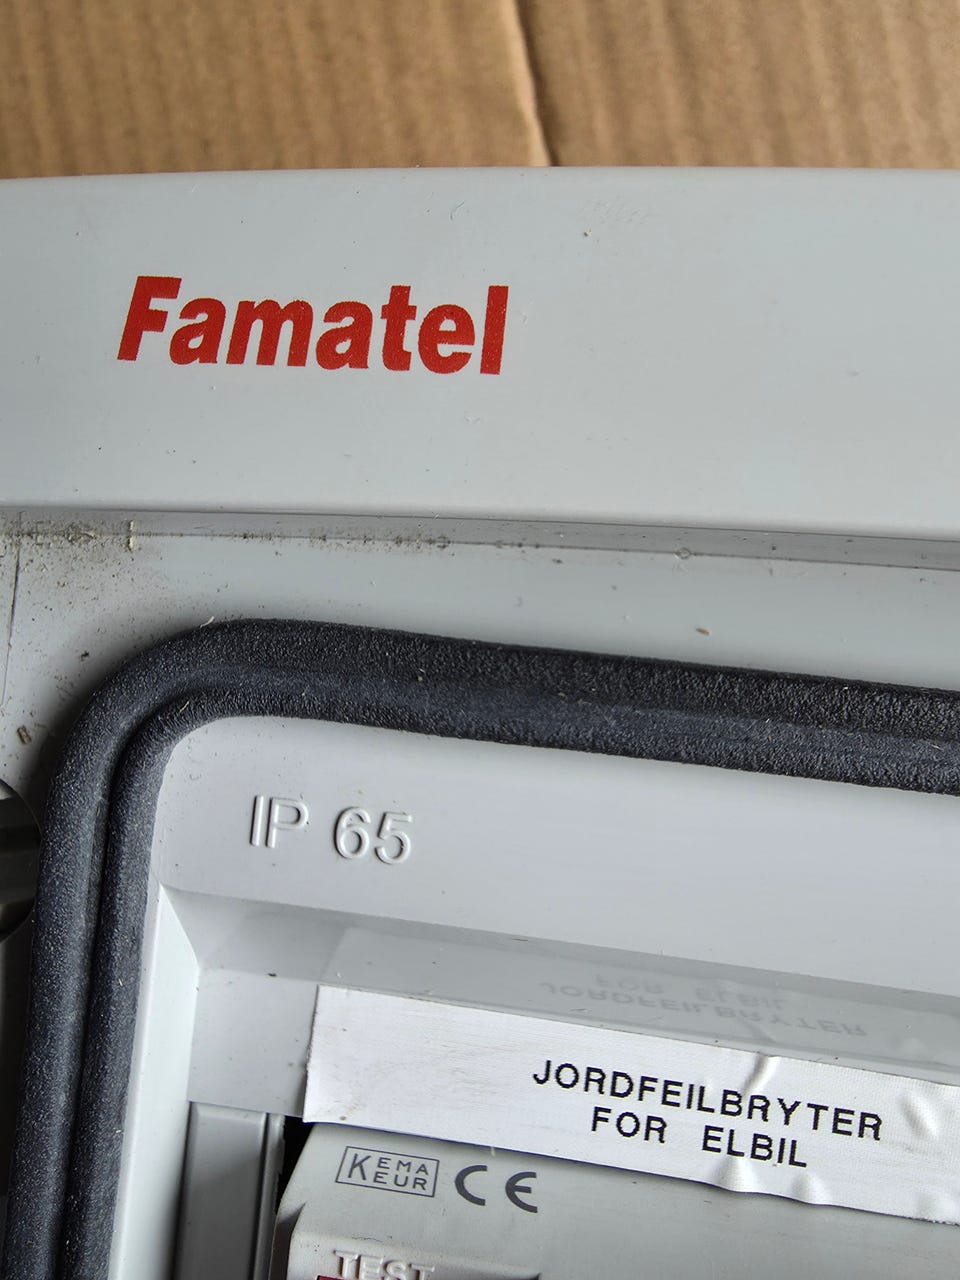 Famatel
IP 65
JORDFEILBRYTER
FOR ELBIL
KEMA
KEUR
CE
TEST